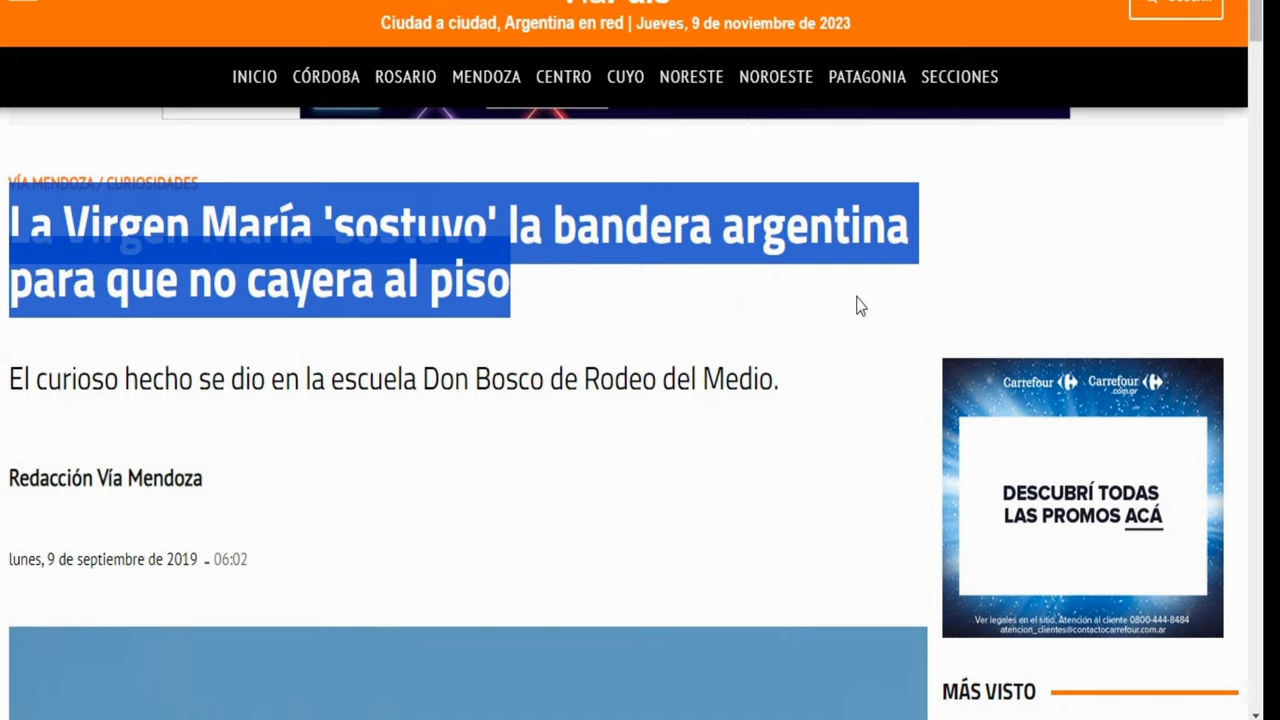 Ciudad a ciudad, Argentina en red | Jueves, 9 de noviembre de 2023
INICIO CÓRDOBA ROSARIO MENDOZA CENTRO CUYO NORESTE NOROESTE PATAGONIA SECCIONES
VÍA MENDOZA / CURIOSIDADES
La Virgen María 'sostuvo' la bandera argentina
para que no cayera al piso
El curioso hecho se dio en la escuela Don Bosco de Rodeo del Medio.
Redacción Vía Mendoza
lunes, 9 de septiembre de 2019 - 06:02
Carrefour Carrefour
.com.ar
DESCUBRÍ TODAS
LAS PROMOS ACÁ
Ver legales en el sitio. Atención al cliente 0800-444-8484
atencion_clientes@contactocarrefour.com.ar
MÁS VISTO